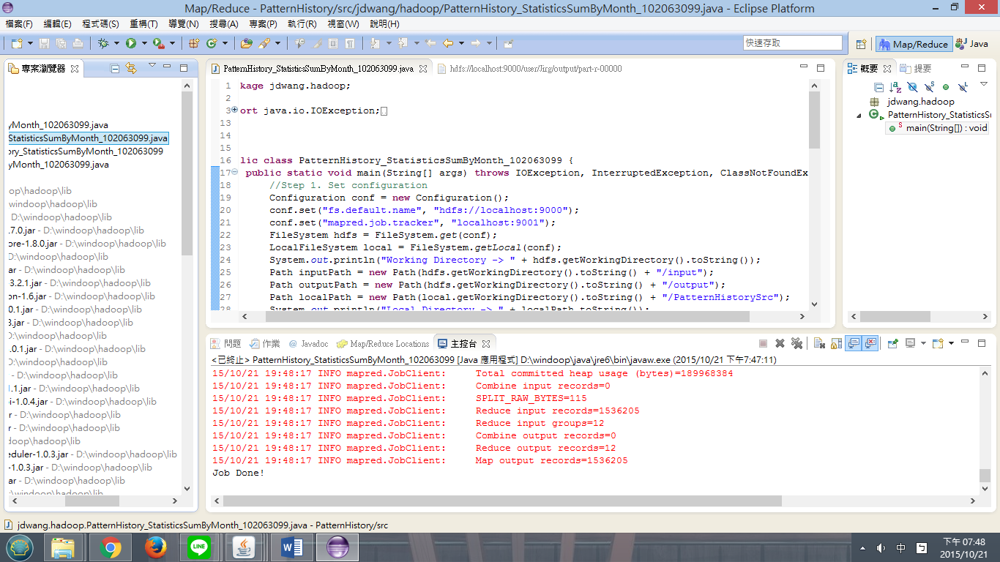 Map/Reduce - PatternHistory/src/jdwang/hadoop/PatternHistory_StatisticsSumByMonth_102063099.java - Eclipse Platform
檔案(F) 編輯(E) 程式碼(S) 重構(T) 導覽(N) 搜尋(A) 專案(P) 執行(R) 視窗(W) 說明(H)
快速存取 Map/Reduce Java
專案瀏覽器
yMonth_102063099.java
StatisticsSumByMonth_102063099.java
ory_StatisticsSumByMonth_102063099
yMonth_102063099.java
oop\hadoop\lib
windoop\hadoop\lib
- D:\windoop\hadoop\lib
.7.0.jar - D:\windoop\hadoop\lib
ore-1.8.0.jar - D:\windoop\hadoop\lib
D:\windoop\hadoop\lib
ar - D:\windoop\hadoop\lib
3.2.1.jar - D:\windoop\hadoop\lib
on-1.6.jar - D:\windoop\hadoop\lib
.0.1.jar - D:\windoop\hadoop\lib
3.jar - D:\windoop\hadoop\lib
D:\windoop\hadoop\lib
.0.1.jar - D:\windoop\hadoop\lib
D:\windoop\hadoop\lib
- D:\windoop\hadoop\lib
1.1.jar - D:\windoop\hadoop\lib
i-1.0.4.jar - D:\windoop\hadoop\lib
r - D:\windoop\hadoop\lib
r - D:\windoop\hadoop\lib
doop\hadoop\lib
eduler-1.0.3.jar - D:\windoop\hadoop\lib
-1.0.3.jar - D:\windoop\hadoop\lib
ar - D:\windoop\hadoop\lib
:\windoop\hadoop\lib
PatternHistory_StatisticsSumByMonth_102063099.java hdfs://localhost:9000/user/Jirg/output/part-r-00000
1 kage jdwang.hadoop;
2
3 ort java.io.IOException;
13
14
15
16 lic class PatternHistory_StatisticsSumByMonth_102063099 {
17 public static void main(String[] args) throws IOException, InterruptedException, ClassNotFoundEx
18 //Step 1. Set configuration
19 Configuration conf = new Configuration();
20 conf.set("fs.default.name", "hdfs://localhost:9000");
21 conf.set("mapred.job.tracker", "localhost:9001");
22 FileSystem hdfs = FileSystem.get(conf);
23 LocalFileSystem local = FileSystem.getLocal(conf);
24 System.out.println("Working Directory -> " + hdfs.getWorkingDirectory().toString());
25 Path inputPath = new Path(hdfs.getWorkingDirectory().toString() + "/input");
26 Path outputPath = new Path(hdfs.getWorkingDirectory().toString() + "/output");
27 Path localPath = new Path(local.getWorkingDirectory().toString() + "/PatternHistorySrc");
28 System.out.println("Local Directory -> " + localPath.toString());
概要 提要
jdwang.hadoop
PatternHistory_StatisticsS
main(String[]) : void
問題 作業 Javadoc Map/Reduce Locations 主控台
<已終止> PatternHistory_StatisticsSumByMonth_102063099 [Java 應用程式] D:\windoop\java\jre6\bin\javaw.exe (2015/10/21 下午7:47:11)
15/10/21 19:48:17 INFO mapred.JobClient: Total committed heap usage (bytes)=189968384
15/10/21 19:48:17 INFO mapred.JobClient: Combine input records=0
15/10/21 19:48:17 INFO mapred.JobClient: SPLIT_RAW_BYTES=115
15/10/21 19:48:17 INFO mapred.JobClient: Reduce input records=1536205
15/10/21 19:48:17 INFO mapred.JobClient: Reduce input groups=12
15/10/21 19:48:17 INFO mapred.JobClient: Combine output records=0
15/10/21 19:48:17 INFO mapred.JobClient: Reduce output records=12
15/10/21 19:48:17 INFO mapred.JobClient: Map output records=1536205
Job Done!
jdwang.hadoop.PatternHistory_StatisticsSumByMonth_102063099.java - PatternHistory/src
LINE
中
下午 07:48
2015/10/21